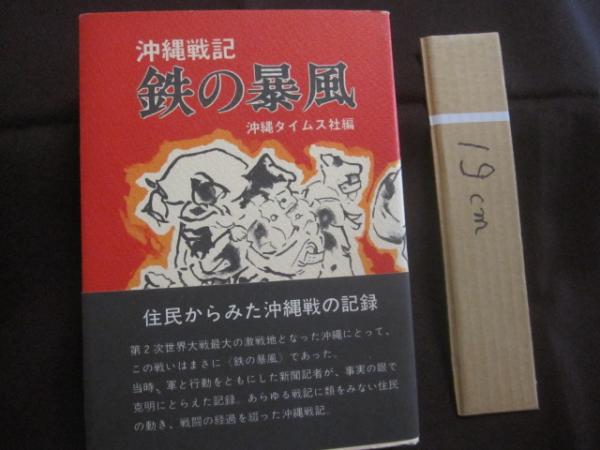 沖縄戦記
鉄の暴風
沖縄タイムス社編
住民からみた沖縄戦の記録
第2次世界大戦最大の激戦地となった沖縄にとって、
この戦いはまさに〈鉄の暴風〉であった。
当時、軍と行動をともにした新聞記者が、事実の眼で
克明にとらえた記録。あらゆる戦記に類をみない住民
の動き、戦闘の経過を綴った沖縄戦記。
19cm